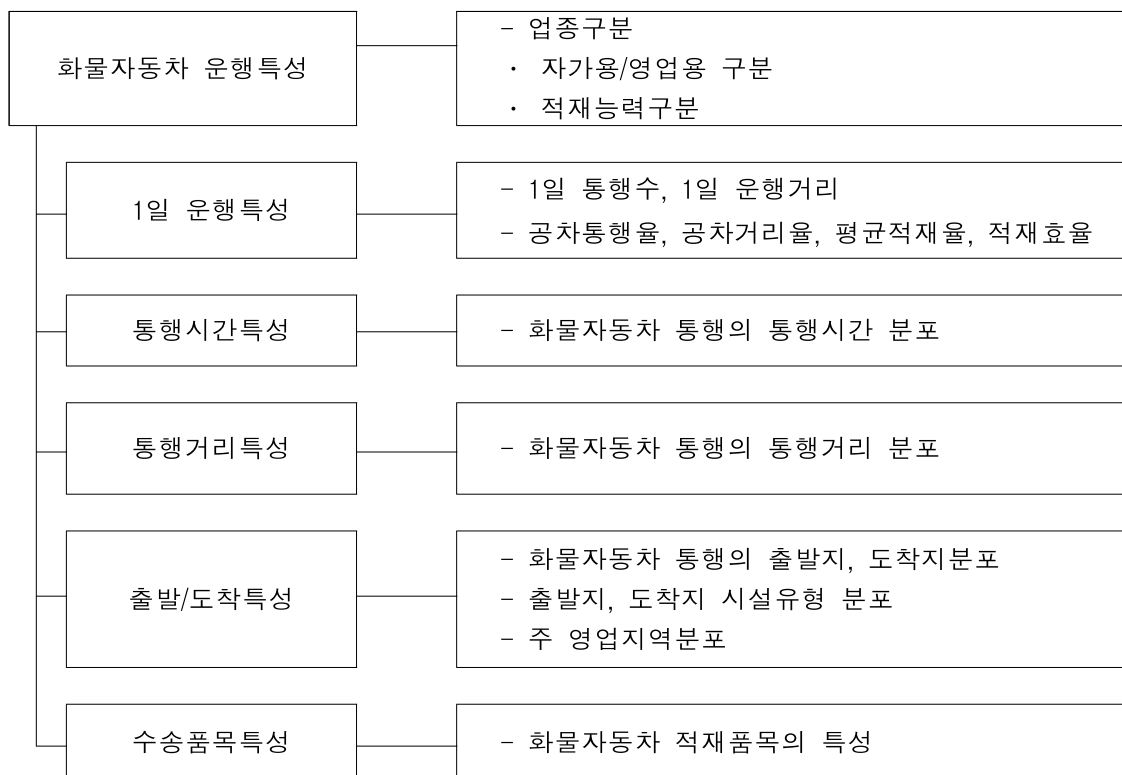 화물자동차 운행특성
- 업종구분
· 자가용/영업용 구분
· 적재능력구분
1일 운행특성
- 1일 통행수, 1일 운행거리
- 공차통행율, 공차거리율, 평균적재율, 적재효율
통행시간특성
- 화물자동차 통행의 통행시간 분포
통행거리특성
- 화물자동차 통행의 통행거리 분포
출발/도착특성
- 화물자동차 통행의 출발지, 도착지분포
- 출발지, 도착지 시설유형 분포
- 주 영업지역분포
수송품목특성
- 화물자동차 적재품목의 특성